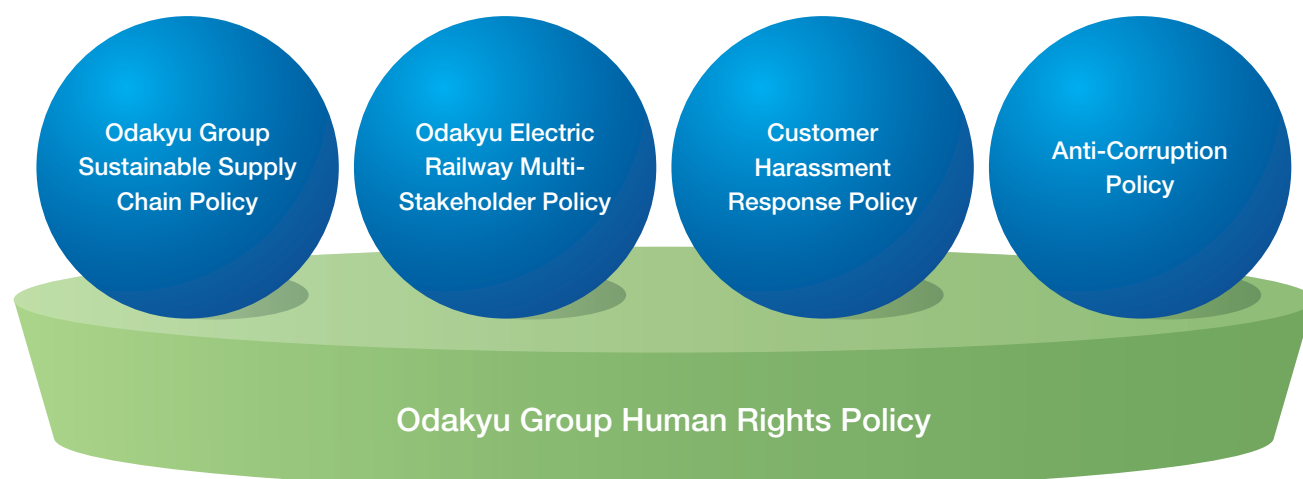 Odakyu Group
Sustainable Supply
Chain Policy
Odakyu Electric
Railway Multi-
Stakeholder Policy
Customer
Harassment
Response Policy
Anti-Corruption
Policy
Odakyu Group Human Rights Policy